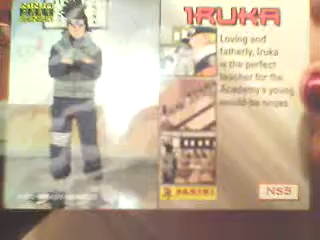 IRUKA
Loving and
fatherly, Iruka
is the perfect
teacher for the
Academy's young
would-be ninjas
PANINI
NS5